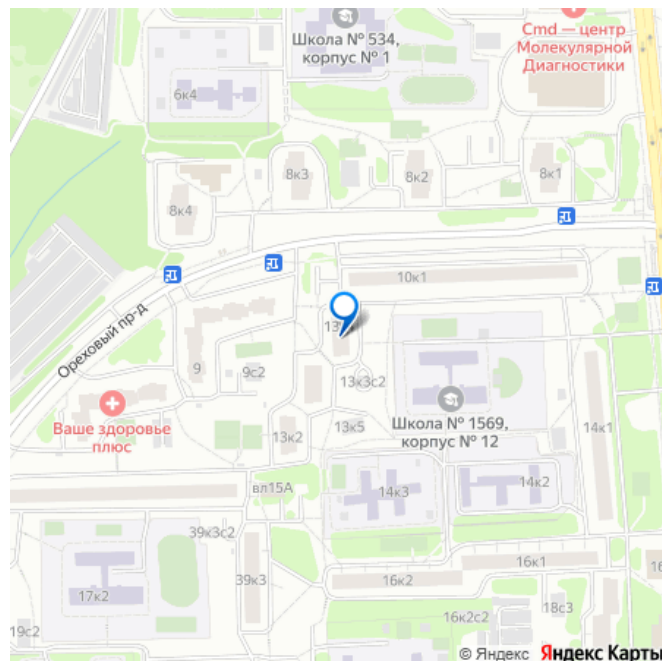 Школа № 534,
корпус № 1
Cmd — центр
Молекулярной
Диагностики
6к4
8к3
8к2
8к1
8к4
10к1
Ореховый пр-д
9
9с2
13к3с2
Ваше здоровье
плюс
Школа № 1569,
корпус № 12
13к2
13к5
14к1
14к2
14к3
вл15А
39к3с2
39к3
16к2
16к1
16
17к2
16к2с2
18с3
19с2
© Яндекс Яндекс Карты